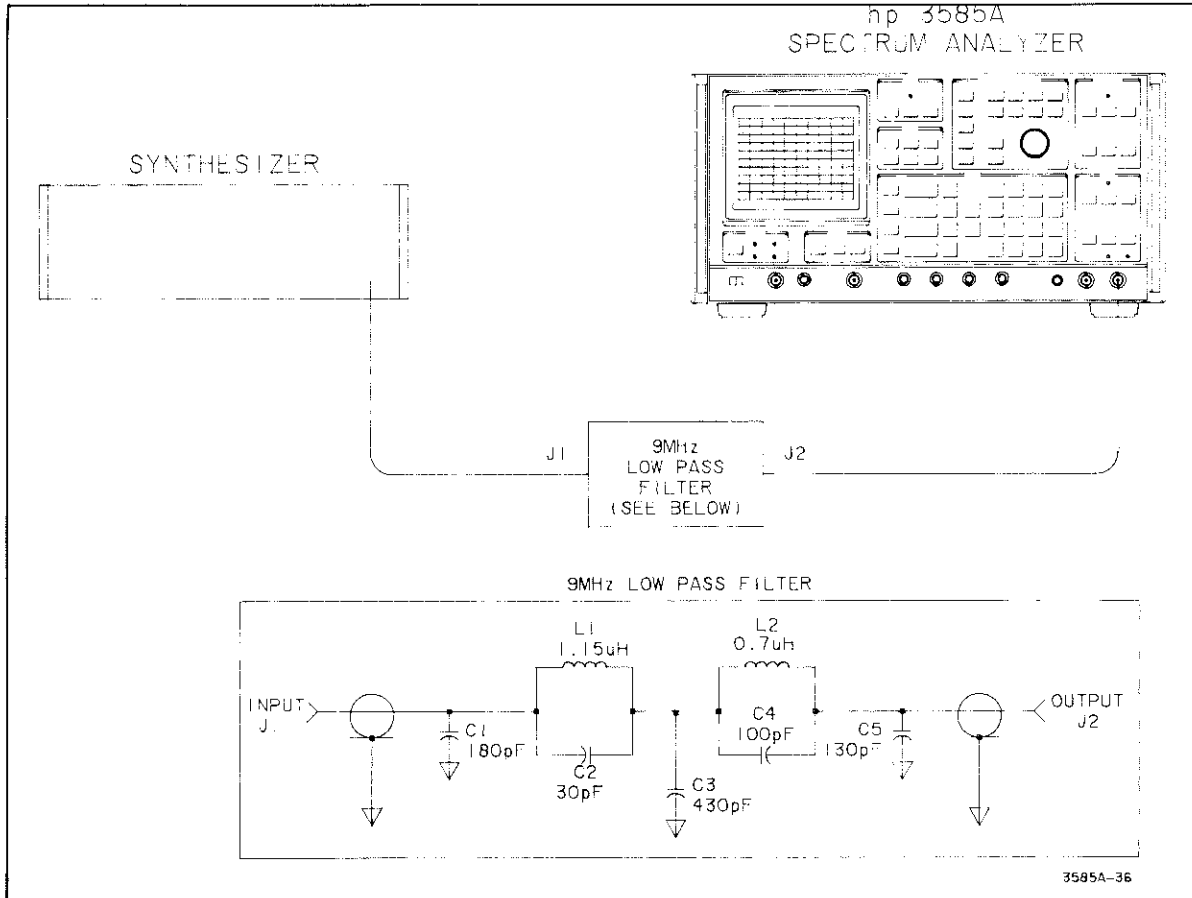 hp 3585A
SPECTRUM ANALYZER
SYNTHESIZER
J1
9MHz
LOW PASS
FILTER
(SEE BELOW)
J2
9MHz LOW PASS FILTER
L1
1.15uH
L2
0.7uH
INPUT
J
C1
180pF
C2
30pF
C3
430pF
C4
100pF
C5
130pF
OUTPUT
J2
3585A-36